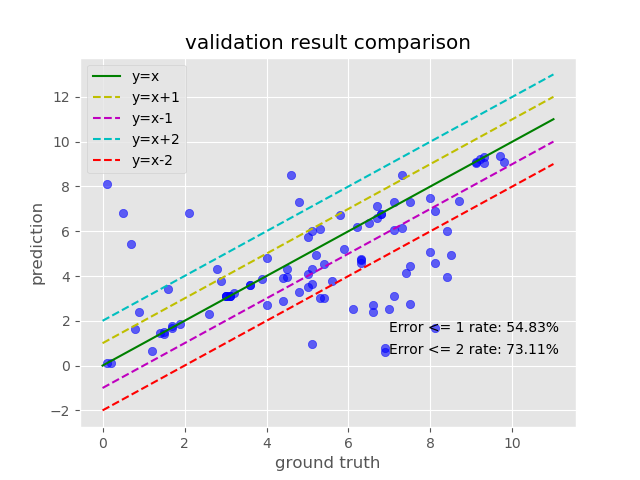 validation result comparison
y=x
y=x+1
y=x-1
y=x+2
y=x-2
12
10
8
6
4
2
0
−2
prediction
Error <= 1 rate: 54.83%
Error <= 2 rate: 73.11%
0 2 4 6 8 10
ground truth